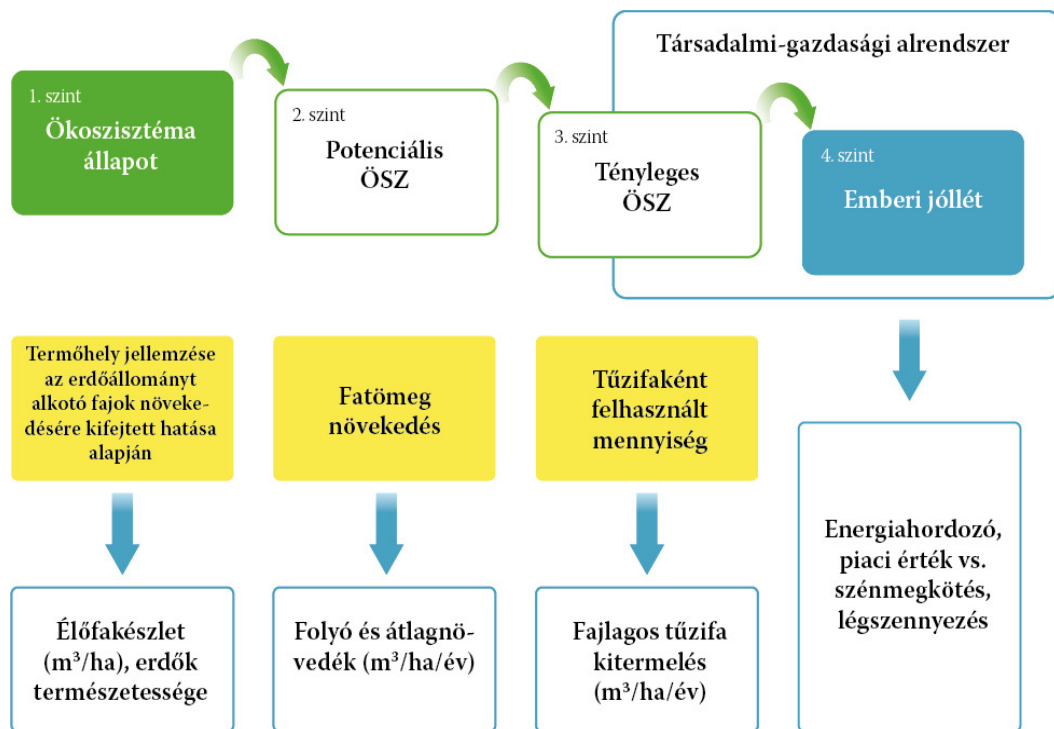 Társadalmi-gazdasági alrendszer
1. szint
Ökoszisztéma
állapot
2. szint
Potenciális
ÖSZ
3. szint
Tényleges
ÖSZ
4. szint
Emberi jóllét
Termőhely jellemzése
az erdőállományt
alkotó fajok növeke-
désére kifejtett hatása
alapján
Fatömeg
növekedés
Tűzifaként
felhasznált
mennyiség
Energiahordozó,
piaci érték vs.
szénmegkötés,
légszennyezés
Élőfakészlet
(m³/ha), erdők
természetessége
Folyó és átlagnö-
vedék (m³/ha/év)
Fajlagos tűzifa
kitermelés
(m³/ha/év)